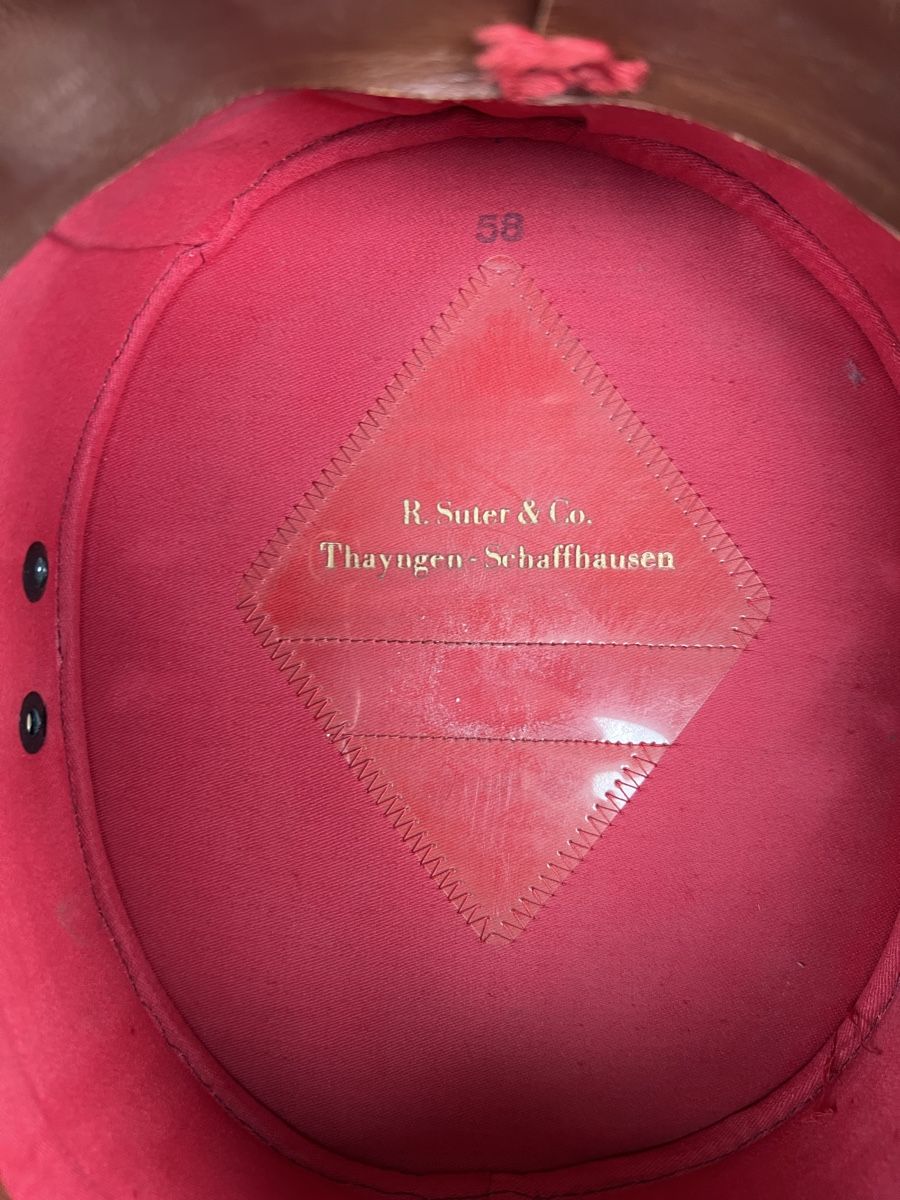 58
R. Suter & Co.
Thayngen-Schaffhausen